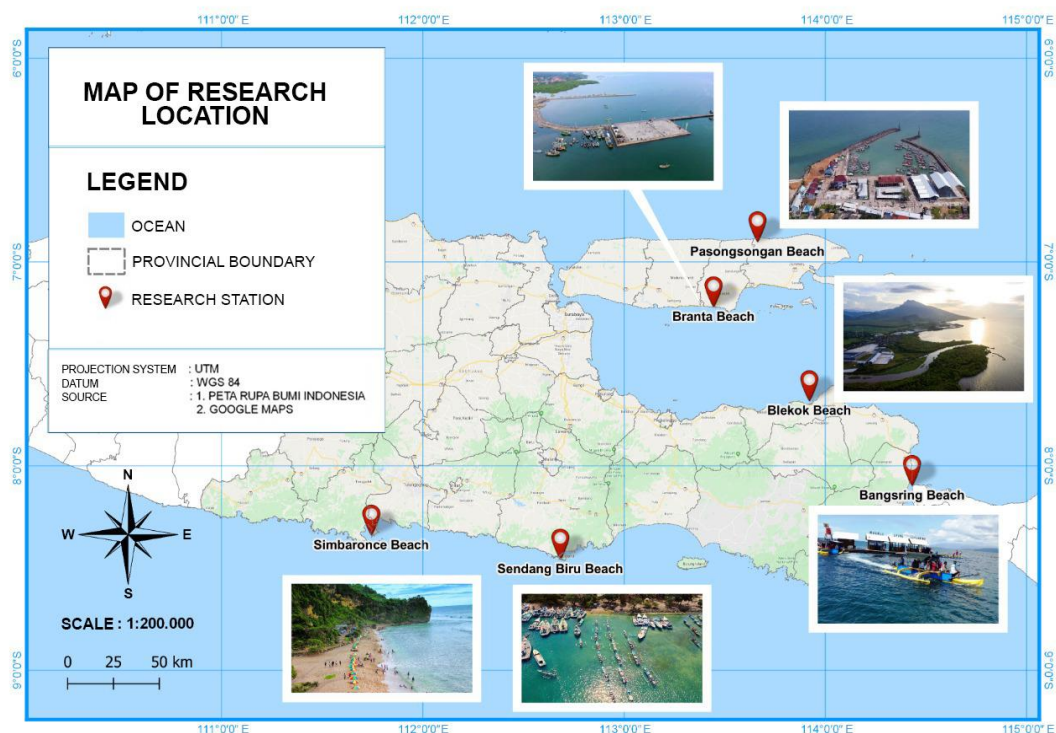 111°0'0" E
112°0'0" E
113°0'0" E
114°0'0" E
115°0'0" E
6°0'0"S
6°0'0"S
MAP OF RESEARCH
LOCATION
LEGEND
OCEAN
PROVINCIAL BOUNDARY
RESEARCH STATION
PROJECTION SYSTEM : UTM
DATUM : WGS 84
SOURCE : 1. PETA RUPA BUMI INDONESIA
2. GOOGLE MAPS
Pasongsongan Beach
7°0'0"S
7°0'0"S
Branta Beach
Surabaya
Blekok Beach
8°0'0"S
8°0'0"S
Bangsring Beach
Simbaronce Beach
Sendang Biru Beach
N
W
E
S
SCALE : 1:200.000
0 25 50 km
9°0'0"S
9°0'0"S
111°0'0" E
112°0'0" E
113°0'0" E
114°0'0" E
115°0'0" E